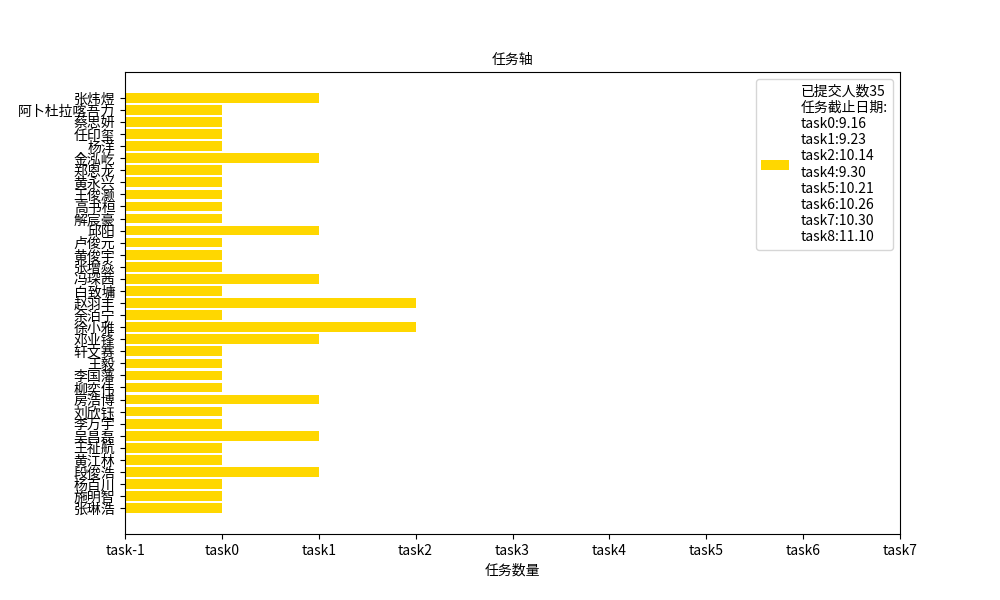 任务轴
张炜煜
阿卜杜拉喀吾力
蔡思妍
任印玺
杨洋
金泓屹
郑恩龙
黄永兴
王俊灏
高书桓
解宸豪
邱阳
卢俊元
黄俊宇
张增焱
冯琛茜
白致墉
赵羽丰
余泊宁
徐小雅
邓业锋
轩文赛
王毅
李国藩
柳奕伟
房浩博
刘欣钰
李万宇
吴昌磊
王祉航
黄江林
段俊浩
杨百川
施明智
张琳浩
已提交人数35
任务截止日期:
task0:9.16
task1:9.23
task2:10.14
task4:9.30
task5:10.21
task6:10.26
task7:10.30
task8:11.10
task-1 task0 task1 task2 task3 task4 task5 task6 task7
任务数量